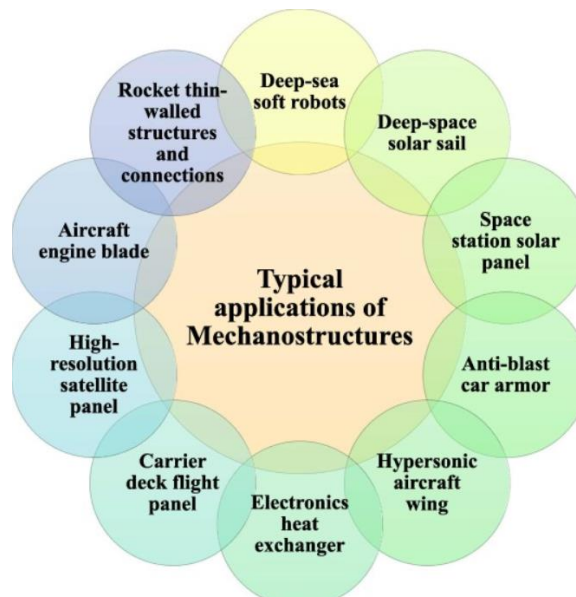 Typical
applications of
Mechanostructures
Deep-sea
soft robots
Deep-space
solar sail
Space
station solar
panel
Anti-blast
car armor
Hypersonic
aircraft
wing
Electronics
heat
exchanger
Carrier
deck flight
panel
High-
resolution
satellite panel
Aircraft
engine blade
Rocket thin-
walled
structures
and
connections